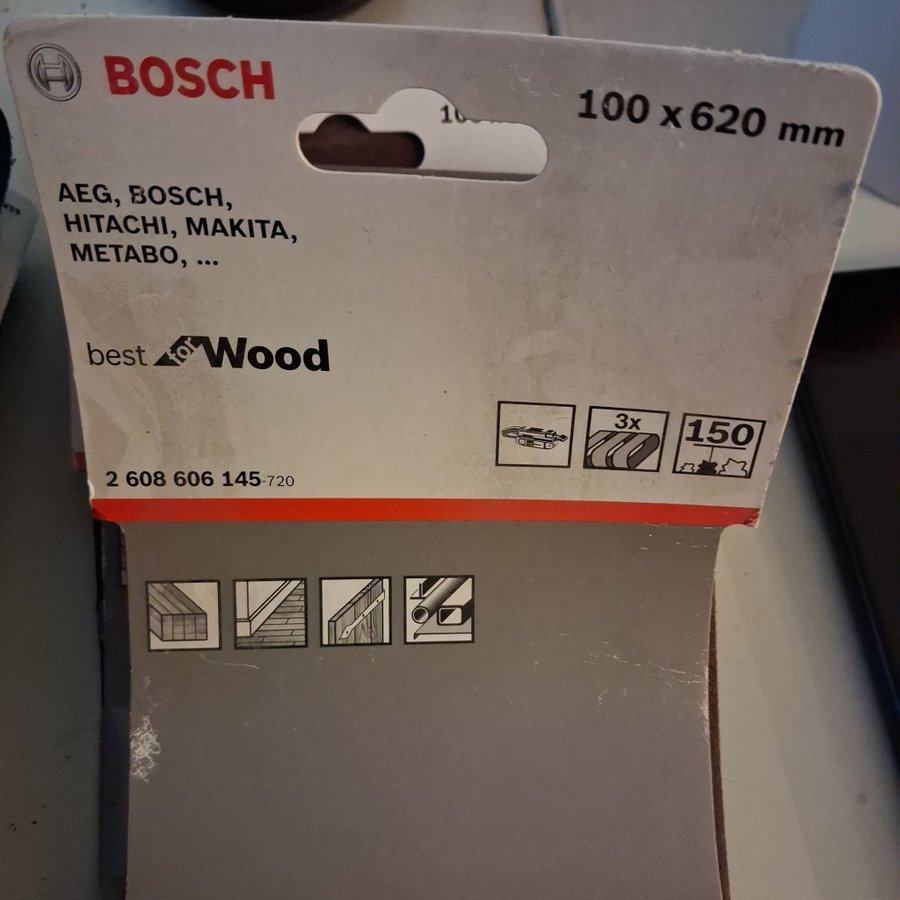 BOSCH
100 x 620 mm
AEG, BOSCH,
HITACHI, MAKITA,
METABO, ...
best for Wood
3x
150
2 608 606 145-720